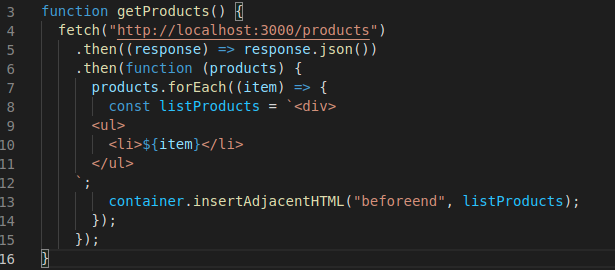 3 function getProducts() {
4   fetch("http://localhost:3000/products")
5     .then((response) => response.json())
6     .then(function (products) {
7       products.forEach((item) => {
8         const listProducts = `<div>
9       <ul>
10         <li>${item}</li>
11       </ul>
12     `;
13         container.insertAdjacentHTML("beforeend", listProducts);
14       });
15     });
16 }